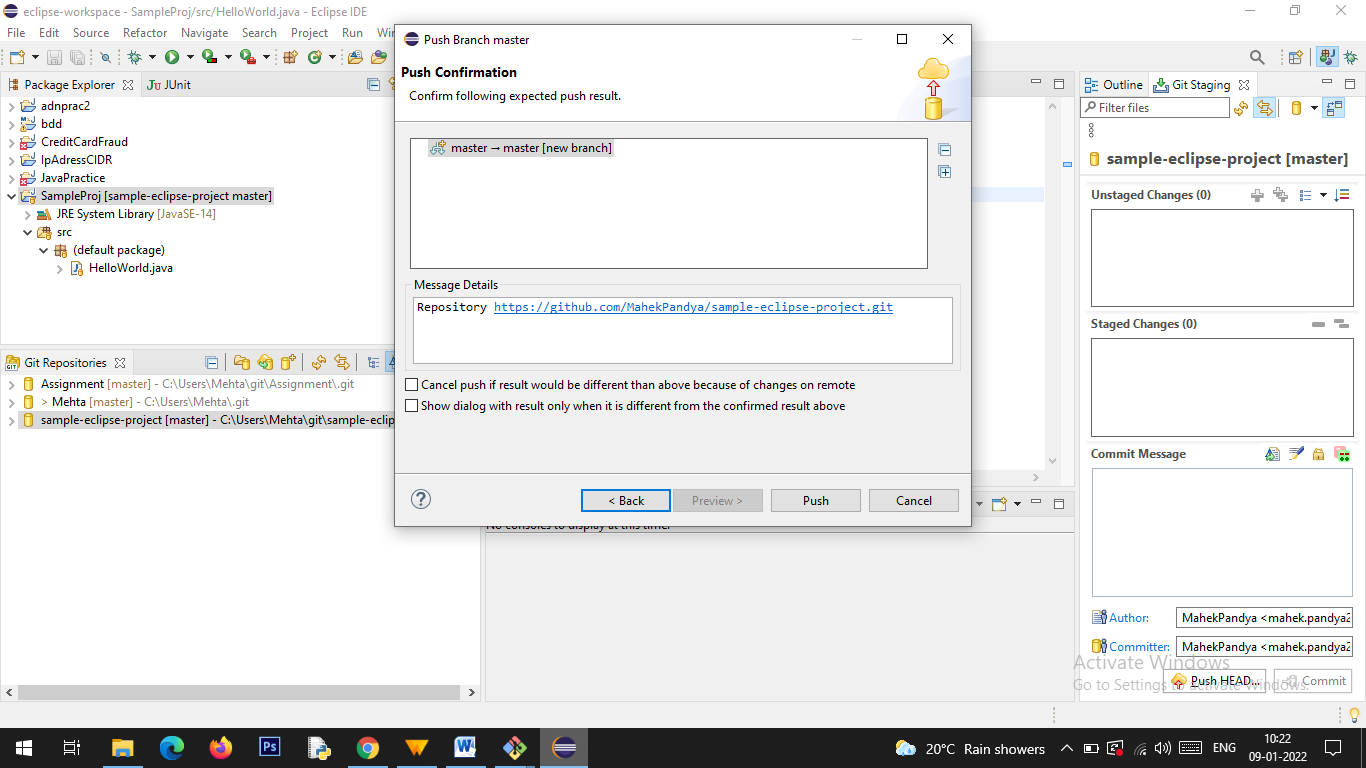 eclipse-workspace - SampleProj/src/HelloWorld.java - Eclipse IDE
File Edit Source Refactor Navigate Search Project Run
Push Branch master
Push Confirmation
Confirm following expected push result.
master → master [new branch]
Message Details
Repository https://github.com/MahekPandya/sample-eclipse-project.git
Cancel push if result would be different than above because of changes on remote
Show dialog with result only when it is different from the confirmed result above
< Back Preview > Push Cancel
Package Explorer JUnit
adnprac2
bdd
CreditCardFraud
IpAdressCIDR
JavaPractice
SampleProj [sample-eclipse-project master]
JRE System Library [JavaSE-14]
src
(default package)
HelloWorld.java
Git Repositories
Assignment [master] - C:\Users\Mehta\git\Assignment\.git
> Mehta [master] - C:\Users\Mehta\.git
sample-eclipse-project [master] - C:\Users\Mehta\git\sample-eclip
No consoles to display at this time.
Outline Git Staging
Filter files
sample-eclipse-project [master]
Unstaged Changes (0)
Staged Changes (0)
Commit Message
Author: MahekPandya <mahek.pandya2
Committer: MahekPandya <mahek.pandya2
Activate Windows
Go to Settings to activate Windows.
Push HEAD... Commit
20°C Rain showers ENG 10:22
09-01-2022